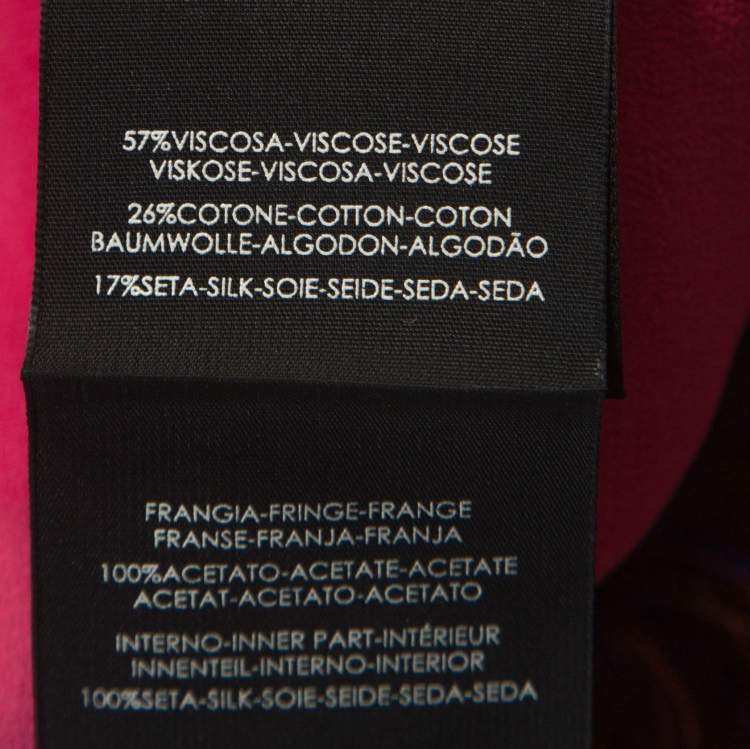 57%VISCOSA-VISCOSE-VISCOSE
VISKOSE-VISCOSA-VISCOSE
26%COTONE-COTTON-COTON
BAUMWOLLE-ALGODON-ALGODÃO
17%SETA-SILK-SOIE-SEIDE-SEDA-SEDA
FRANGIA-FRINGE-FRANGE
FRANSE-FRANJA-FRANJA
100%ACETATO-ACETATE-ACETATE
ACETAT-ACETATO-ACETATO
INTERNO-INNER PART-INTÉRIEUR
INNENTEIL-INTERNO-INTERIOR
100%SETA-SILK-SOIE-SEIDE-SEDA-SEDA